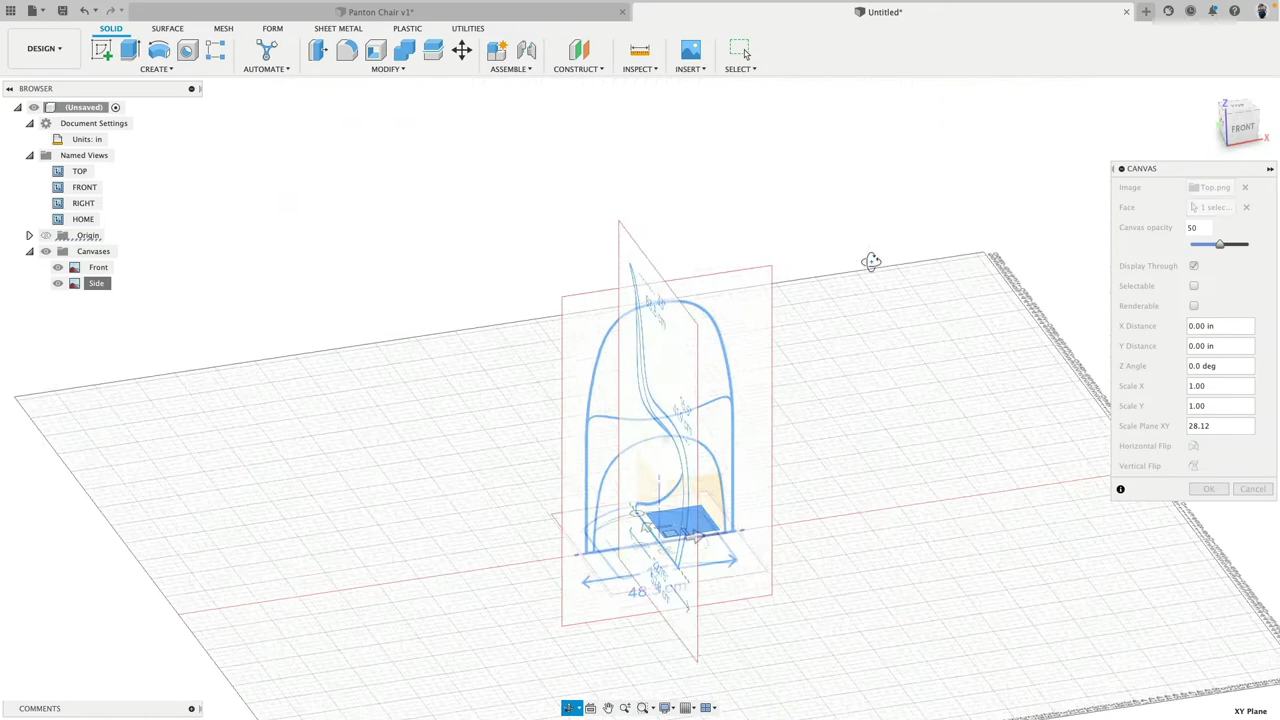 Panton Chair v1*
Untitled*
DESIGN
SOLID
SURFACE
FORM
MESH
SHEET METAL
PLASTIC
UTILITIES
CREATE
AUTOMATE
MODIFY
ASSEMBLE
CONSTRUCT
INSPECT
INSERT
SELECT
BROWSER
(Unsaved)
Document Settings
Units: in
Named Views
TOP
FRONT
RIGHT
HOME
Origin
Canvases
Front
Side
Z
FRONT
X
CANVAS
Image
Top.png
Face
1 selec...
Canvas opacity
50
Display Through
Selectable
Renderable
X Distance
0.00 in
Y Distance
0.00 in
Z Angle
0.0 deg
Scale X
1.00
Scale Y
1.00
Scale Plane XY
28.12
Horizontal Flip
Vertical Flip
OK
Cancel
COMMENTS
XY Plane